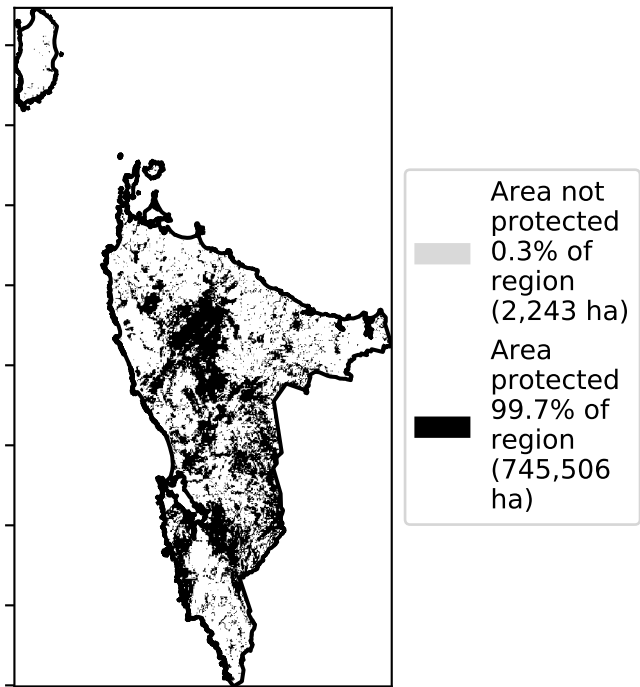 Area not
protected
0.3% of
region
(2,243 ha)
Area
protected
99.7% of
region
(745,506
ha)